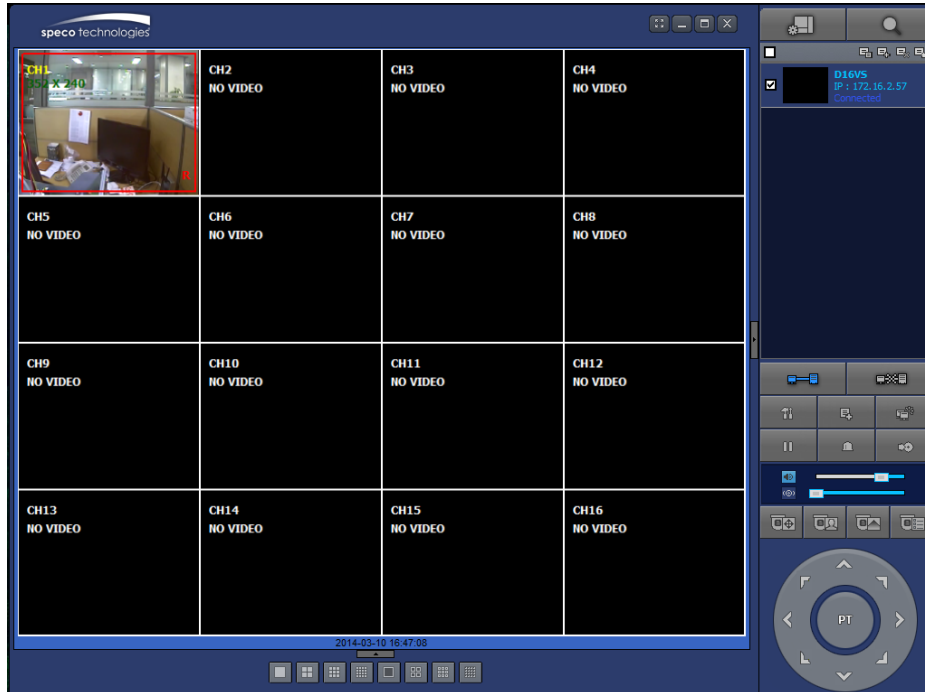 speco technologies
CH1
352 X 240
R
CH2
NO VIDEO
CH3
NO VIDEO
CH4
NO VIDEO
CH5
NO VIDEO
CH6
NO VIDEO
CH7
NO VIDEO
CH8
NO VIDEO
CH9
NO VIDEO
CH10
NO VIDEO
CH11
NO VIDEO
CH12
NO VIDEO
CH13
NO VIDEO
CH14
NO VIDEO
CH15
NO VIDEO
CH16
NO VIDEO
2014-03-10 16:47:08
D16VS
IP : 172.16.2.57
Connected
PT